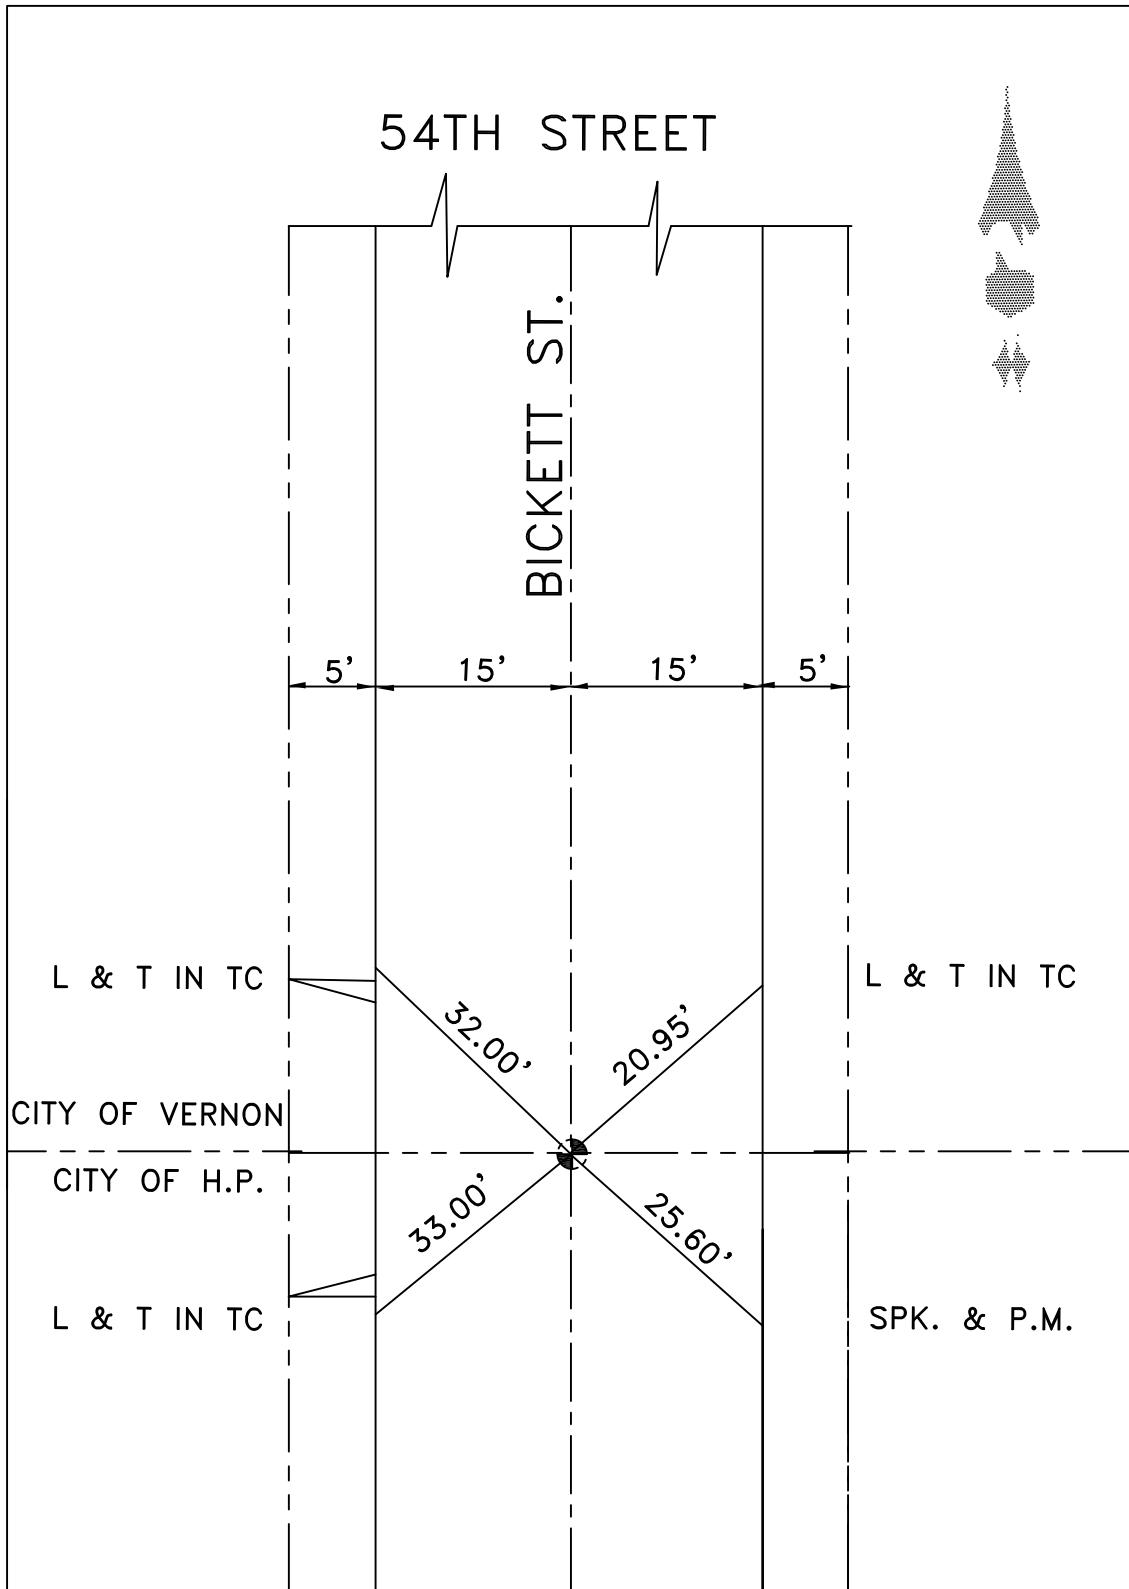 54TH STREET
BICKETT ST.
5' 15' 15' 5'
L & T IN TC
L & T IN TC
32.00'
20.95'
CITY OF VERNON
CITY OF H.P.
33.00'
25.60'
L & T IN TC
SPK. & P.M.